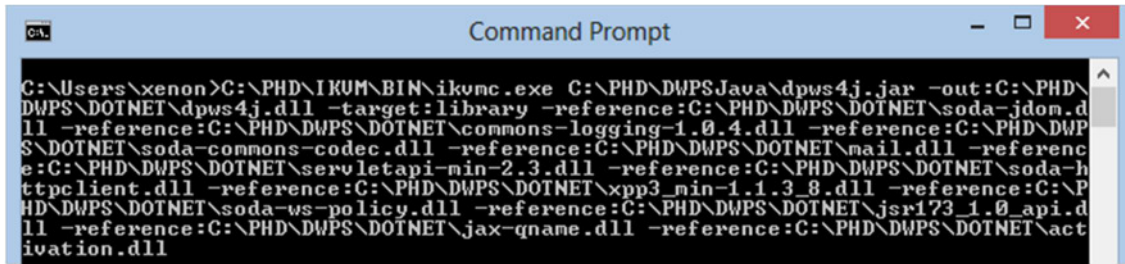 C:\.
Command Prompt
C:\Users\xenon>C:\PHD\IKVM\BIN\ikvmc.exe C:\PHD\DWPSJava\dpws4j.jar -out:C:\PHD\
DWPS\DOTNET\dpws4j.dll -target:library -reference:C:\PHD\DWPS\DOTNET\soda-jdom.d
ll -reference:C:\PHD\DWPS\DOTNET\commons-logging-1.0.4.dll -reference:C:\PHD\DWP
S\DOTNET\soda-commons-codec.dll -reference:C:\PHD\DWPS\DOTNET\mail.dll -referenc
e:C:\PHD\DWPS\DOTNET\servletapi-min-2.3.dll -reference:C:\PHD\DWPS\DOTNET\soda-h
ttpclient.dll -reference:C:\PHD\DWPS\DOTNET\xpp3_min-1.1.3_8.dll -reference:C:\P
HD\DWPS\DOTNET\soda-ws-policy.dll -reference:C:\PHD\DWPS\DOTNET\jsr173_1.0_api.d
ll -reference:C:\PHD\DWPS\DOTNET\jax-qname.dll -reference:C:\PHD\DWPS\DOTNET\act
ivation.dll